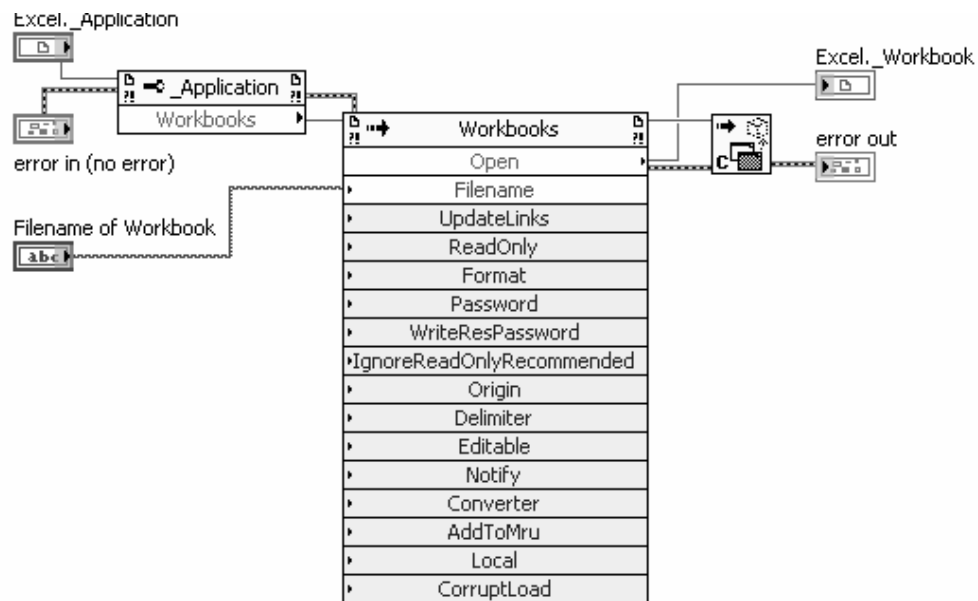 Excel._Application
_Application
Workbooks
error in (no error)
Filename of Workbook
abc
Workbooks
Open
Filename
UpdateLinks
ReadOnly
Format
Password
WriteResPassword
IgnoreReadOnlyRecommended
Origin
Delimiter
Editable
Notify
Converter
AddToMru
Local
CorruptLoad
C
Excel._Workbook
error out